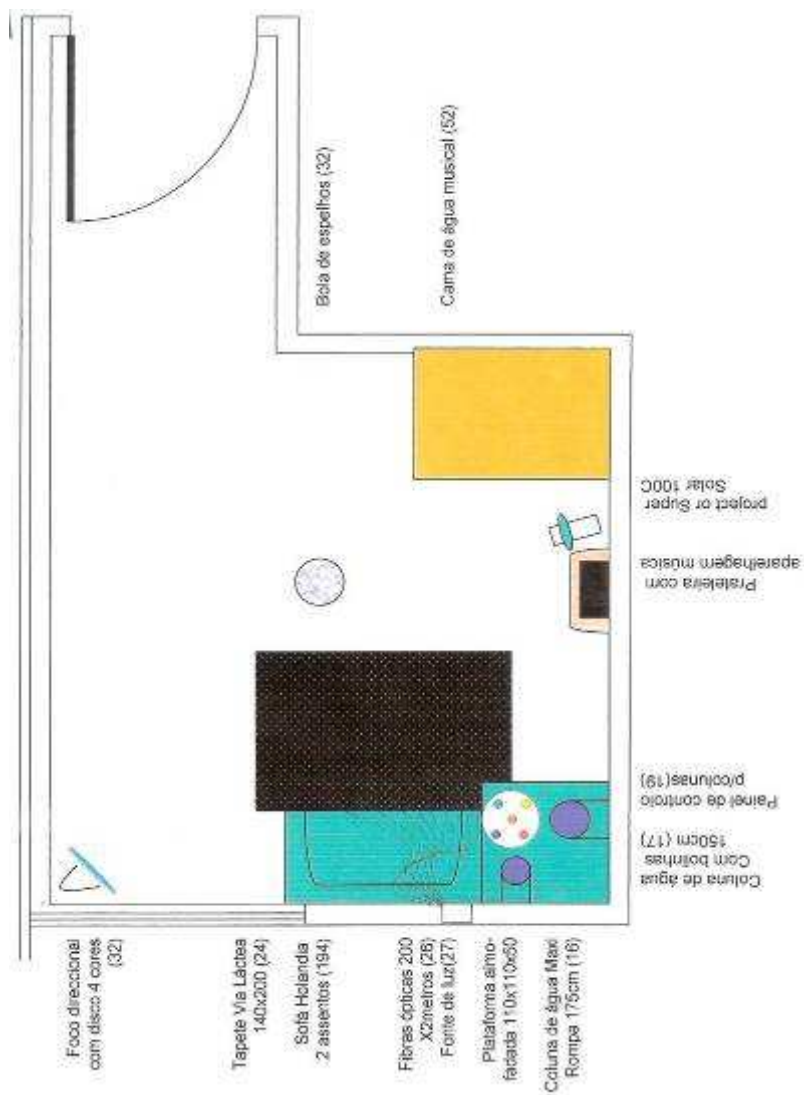 Foco direccional
com disco 4 cores
(32)
Tapete Via Láctea
140x200 (24)
Sofa Holandia
2 assentos (194)
Fibras ópticas 200
X2metros (26)
Fonte de luz(27)
Plataforma almo-
fadada 110x110x50
Coluna de água Maxi
Rompa 175cm (16)
Bola de espelhos (32)
Cama de água musical (52)
Coluna de água
Com bolinhas
150cm (17)
Painel de controlo
p/colunas(19)
Prateleira com
aparelhagem música
project or Super
Solar 100C